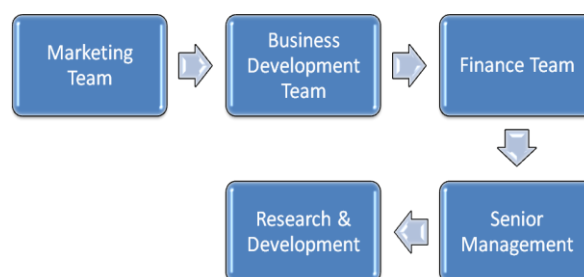 Marketing
Team
Business
Development
Team
Finance Team
Senior
Management
Research &
Development